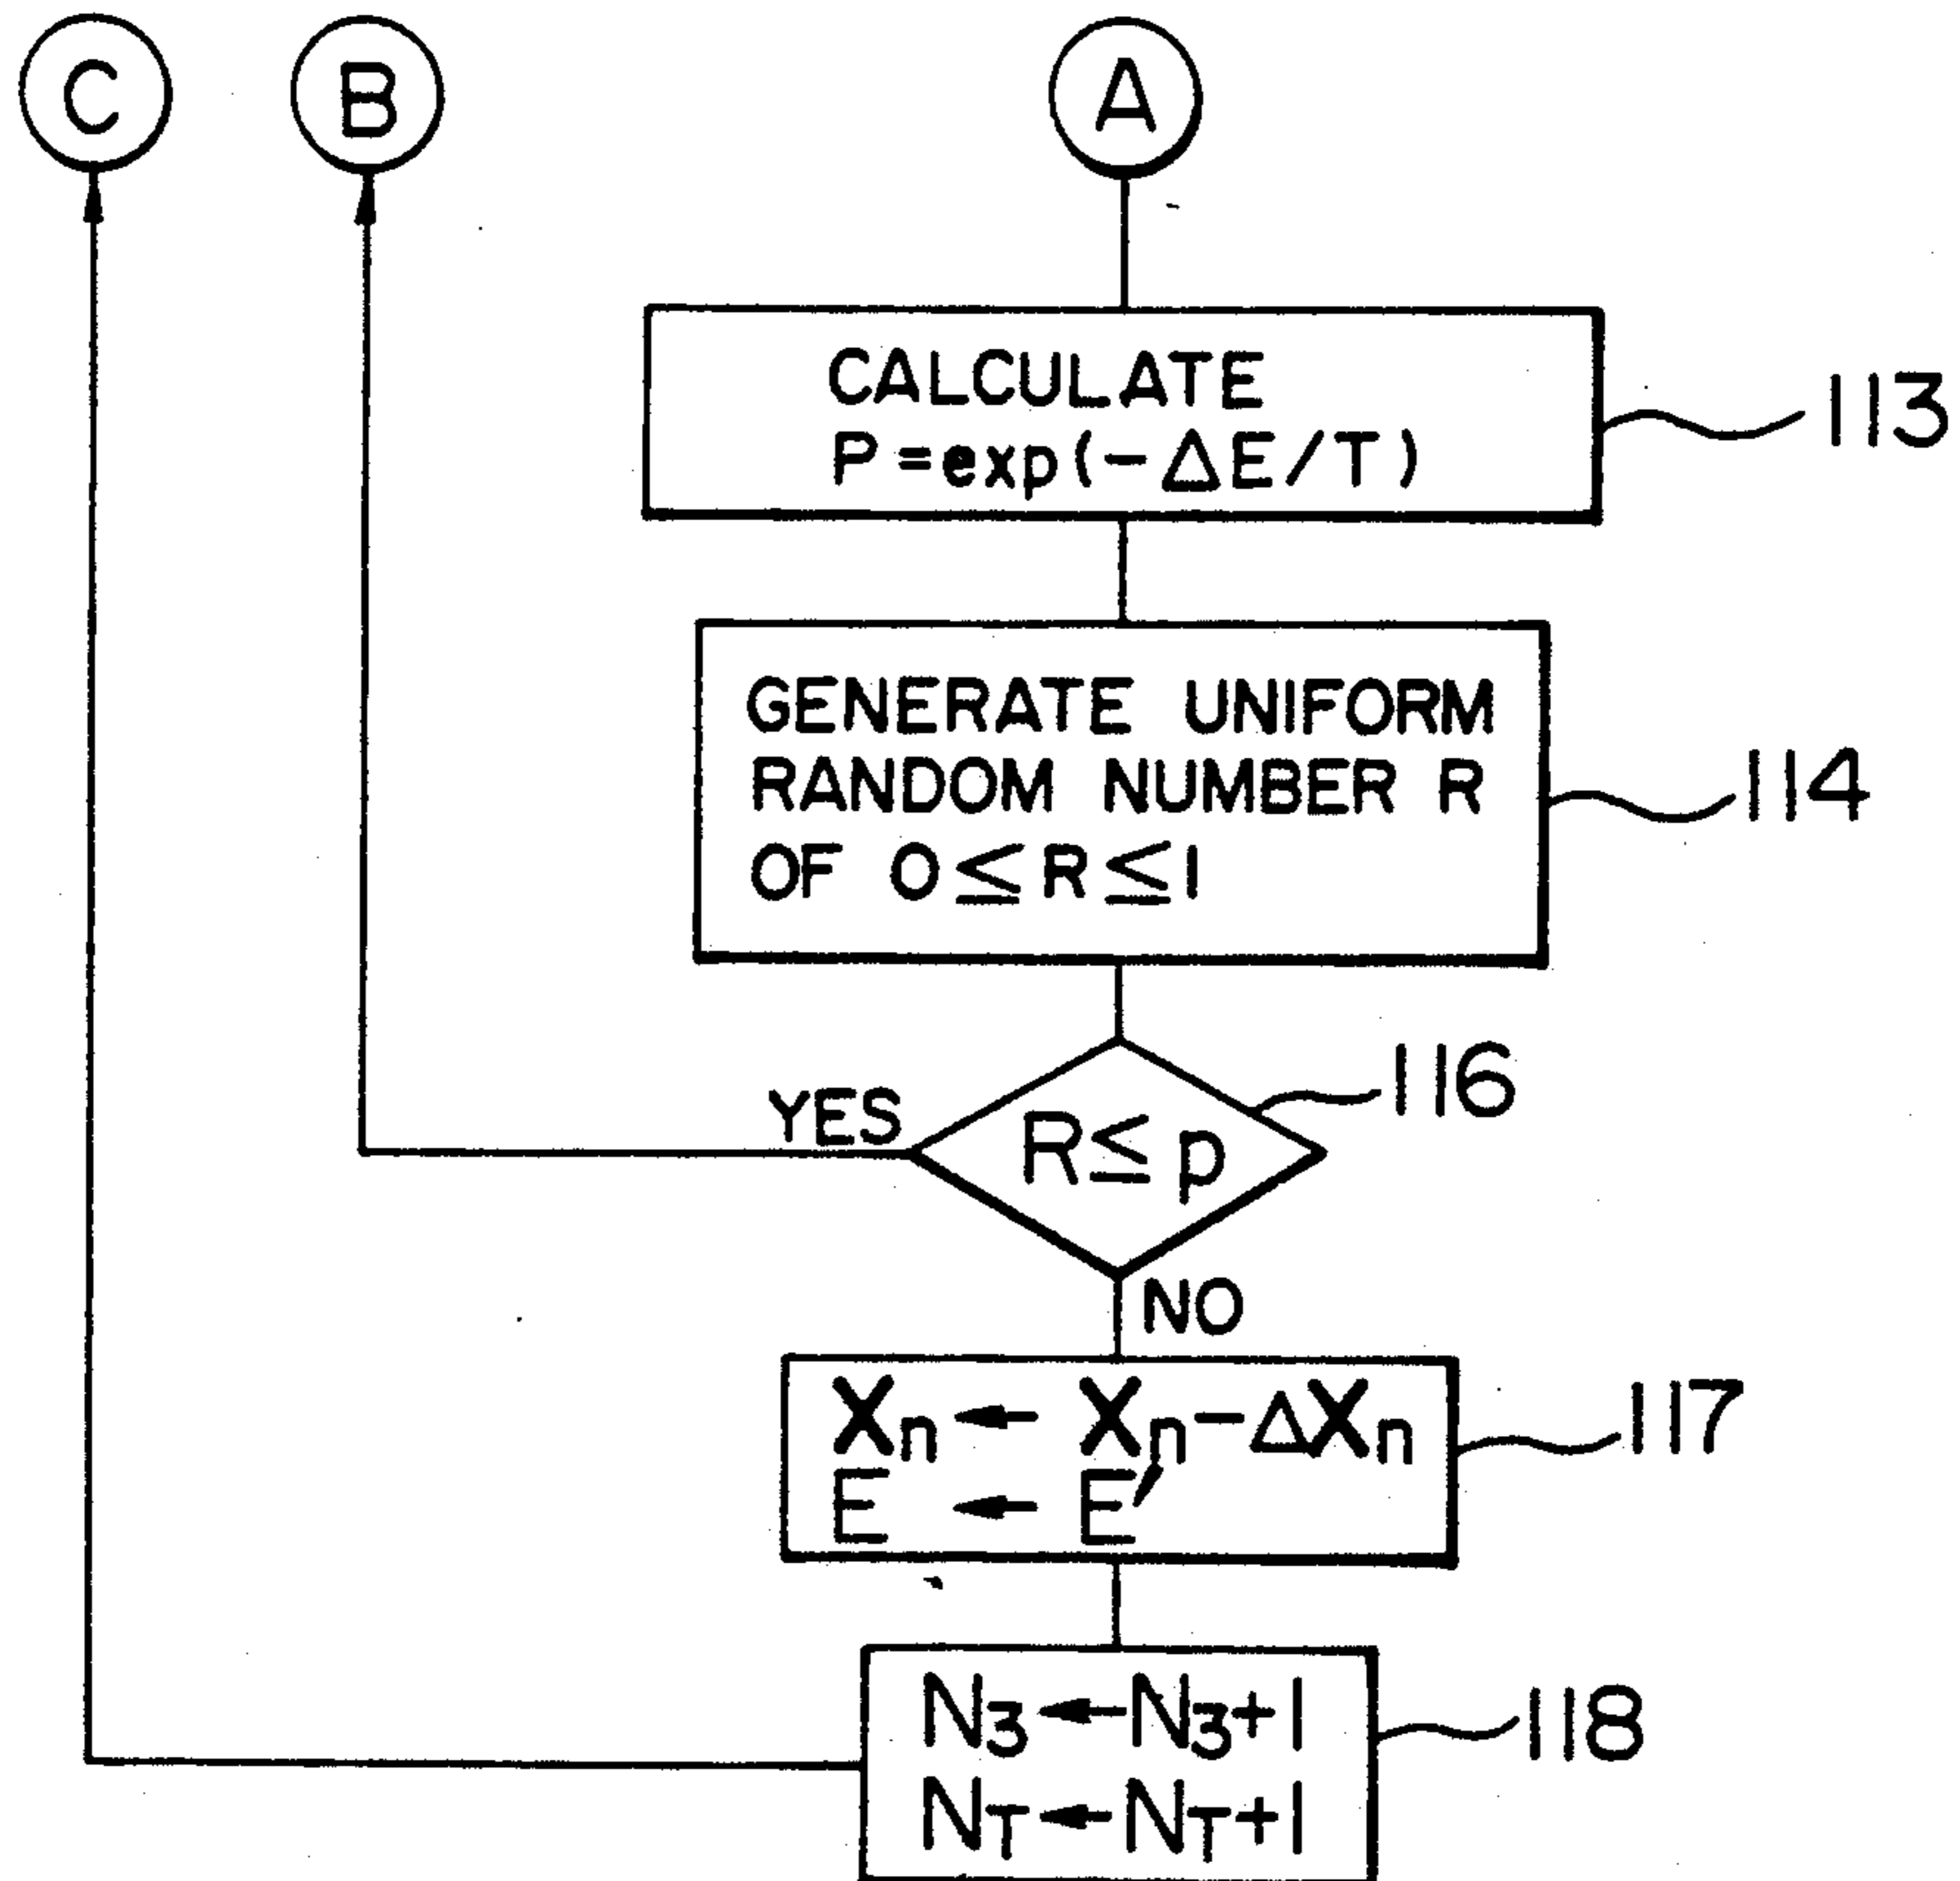 C
B
A
CALCULATE
P=exp(-ΔE/T)
113
GENERATE UNIFORM
RANDOM NUMBER R
OF 0≦R≦1
114
116
YES
R≦p
NO
Xn ← Xn-ΔXn
E ← E'
117
N3←N3+1
NT←NT+1
118